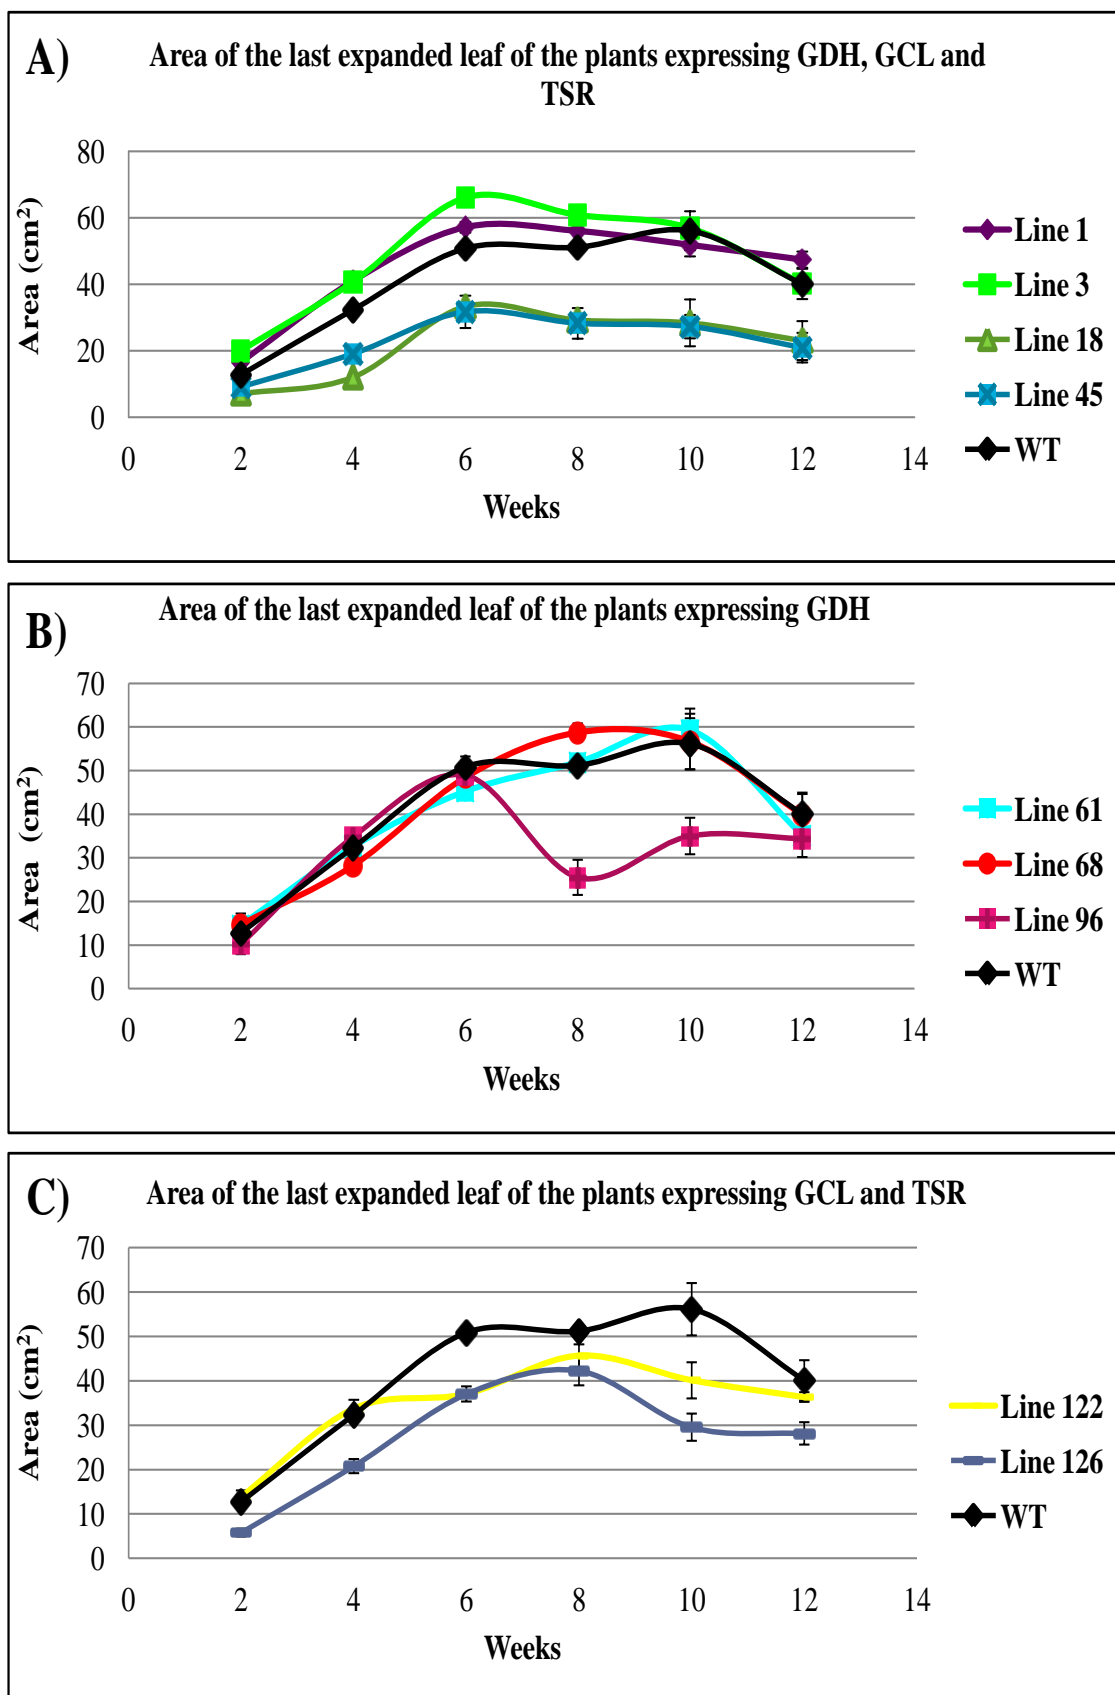 A)
Area of the last expanded leaf of the plants expressing GDH, GCL and
TSR
80
60
40
20
0
Area (cm²)
0 2 4 6 8 10 12 14
Weeks
Line 1
Line 3
Line 18
Line 45
WT
B)
Area of the last expanded leaf of the plants expressing GDH
70
60
50
40
30
20
10
0
Area (cm²)
0 2 4 6 8 10 12 14
Weeks
Line 61
Line 68
Line 96
WT
C)
Area of the last expanded leaf of the plants expressing GCL and TSR
70
60
50
40
30
20
10
0
Area (cm²)
0 2 4 6 8 10 12 14
Weeks
Line 122
Line 126
WT